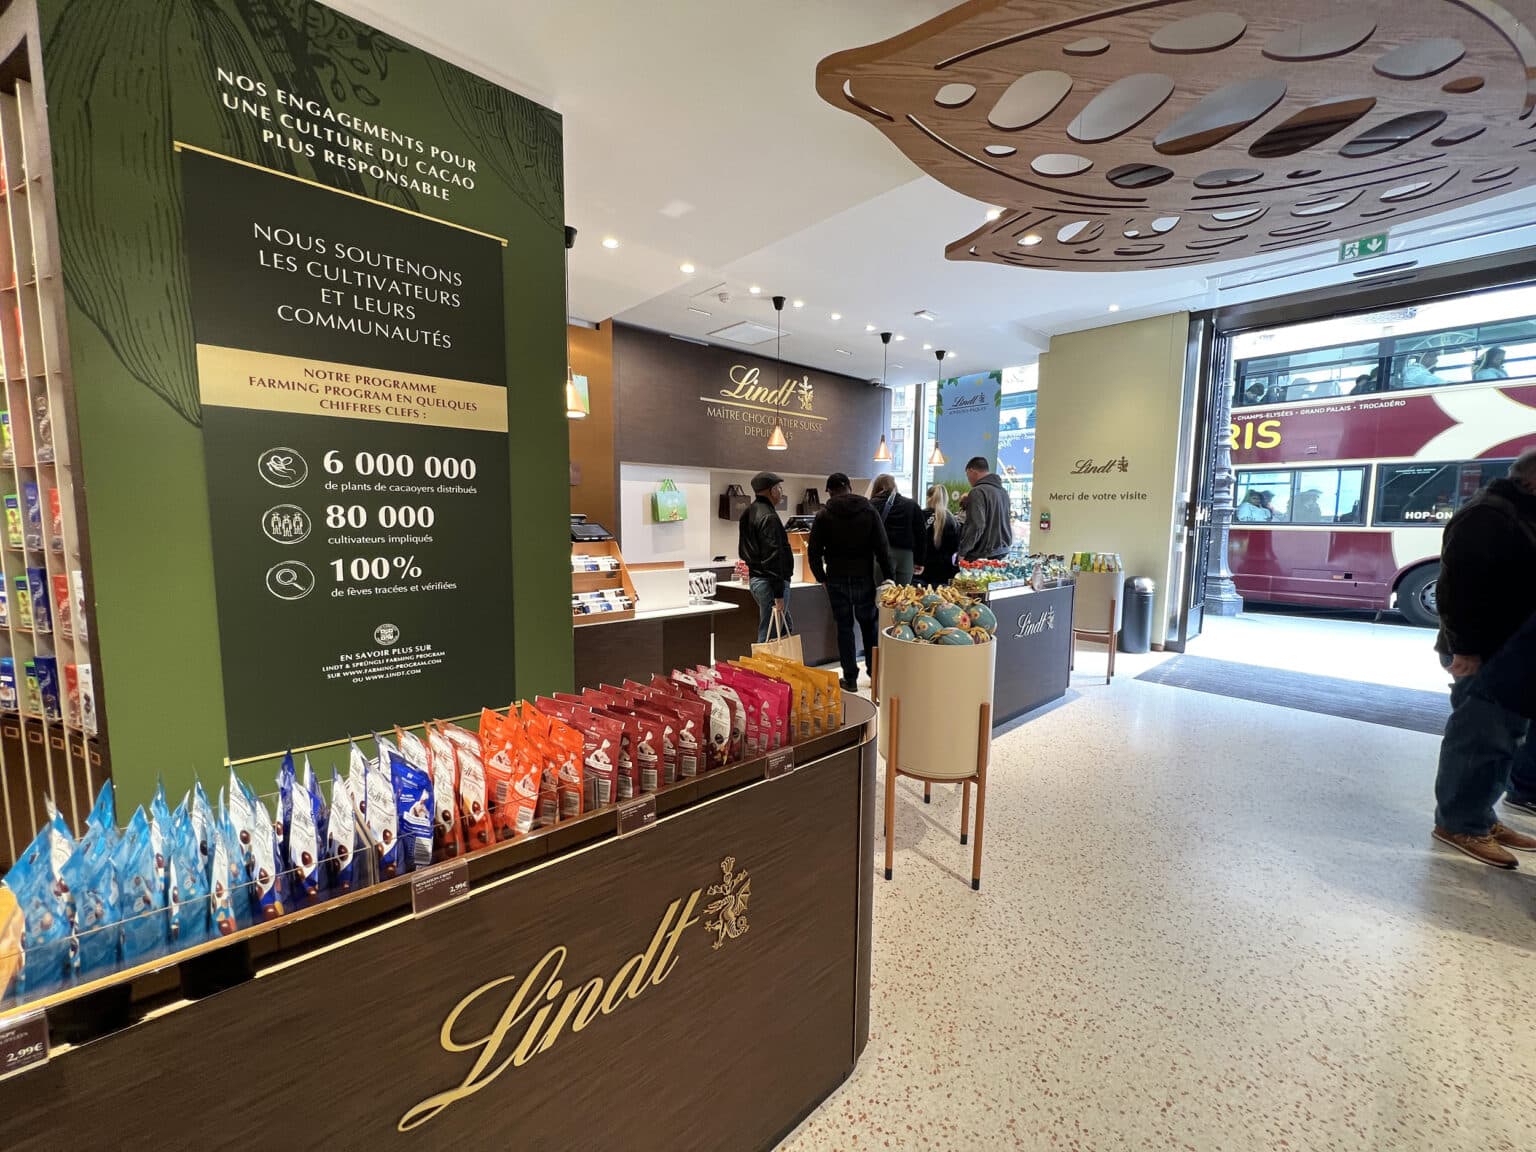 NOS ENGAGEMENTS POUR
UNE CULTURE DU CACAO
PLUS RESPONSABLE
NOUS SOUTENONS
LES CULTIVATEURS
ET LEURS
COMMUNAUTÉS
NOTRE PROGRAMME
FARMING PROGRAM EN QUELQUES
CHIFFRES CLEFS :
6 000 000
de plants de cacaoyers distribués
80 000
cultivateurs impliqués
100%
de fèves tracées et vérifiées
EN SAVOIR PLUS SUR
LINDT & SPRÜNGLI FARMING PROGRAM
SUR WWW.FARMING-PROGRAM.COM
OU WWW.LINDT.COM
Lindt
MAÎTRE CHOCOLATIER SUISSE
DEPUIS
Lindt
Lindt
Merci de votre visite
CHAMPS-ELYSÉES • GRAND PALAIS • TROCADÉRO
RIS
HOP-ON
Lindt
Lindt
2,99€
2,99€
Lindt